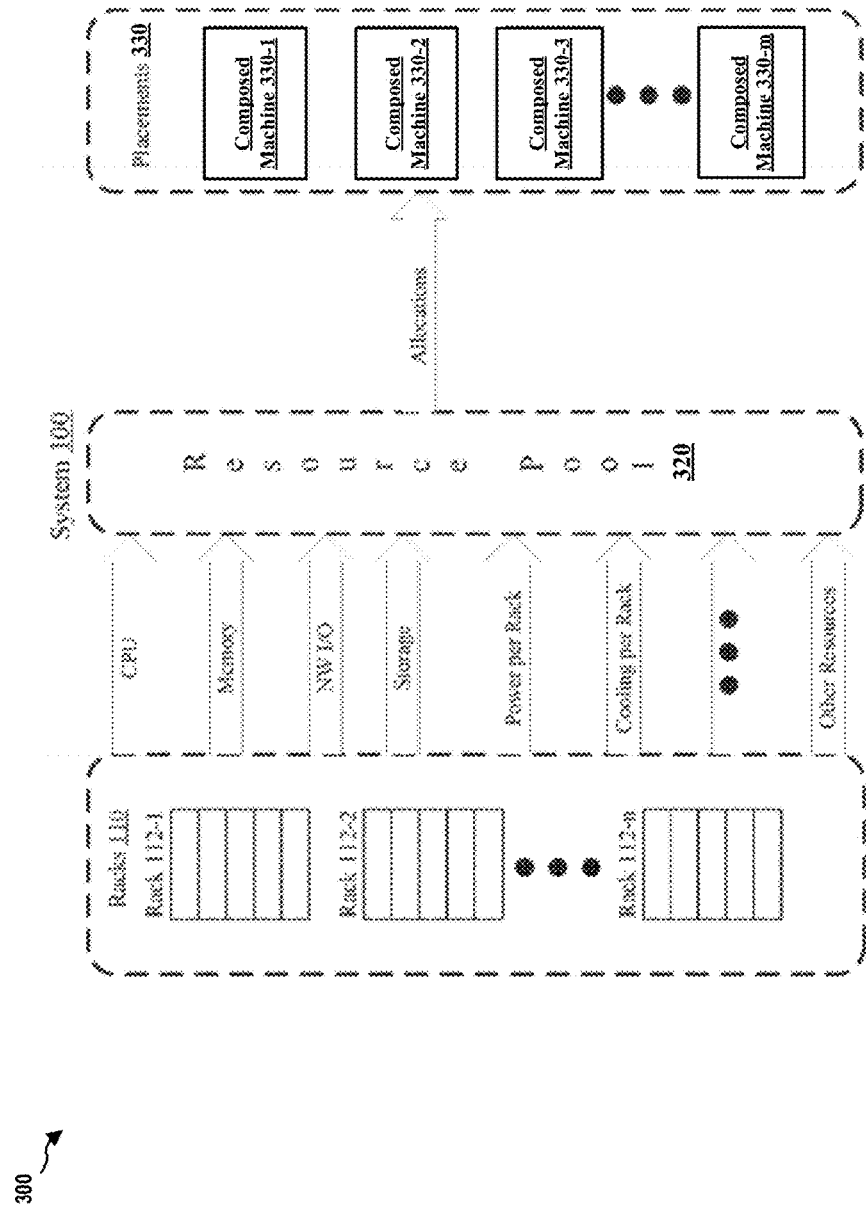 300
System 100
Racks 110
Rack 112-1
Rack 112-2
Rack 112-n
CPU
Memory
NW I/O
Storage
Power per Rack
Cooling per Rack
Other Resources
Resource Pool
320
Allocations
Placements 330
Composed
Machine 330-1
Composed
Machine 330-2
Composed
Machine 330-3
Composed
Machine 330-m